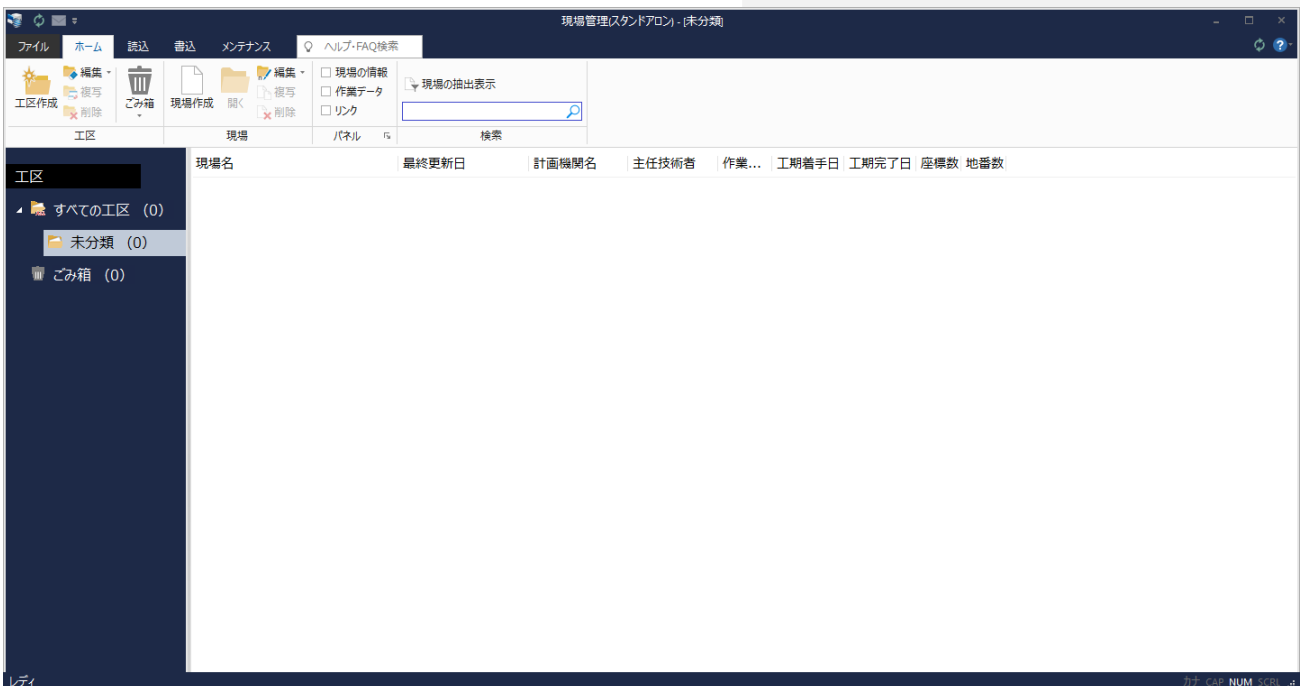 現場管理(スタンドアロン) - [未分類]
ファイル ホーム 読込 書込 メンテナンス ヘルプ・FAQ検索
工区作成 編集 複写 削除 ごみ箱 現場作成 開く 編集 複写 削除 現場の情報 作業データ リンク 現場の抽出表示
工区 現場 パネル 検索
工区
現場名 最終更新日 計画機関名 主任技術者 作業... 工期着手日 工期完了日 座標数 地番数
すべての工区 (0)
未分類 (0)
ごみ箱 (0)
レディ カナ CAP NUM SCRL